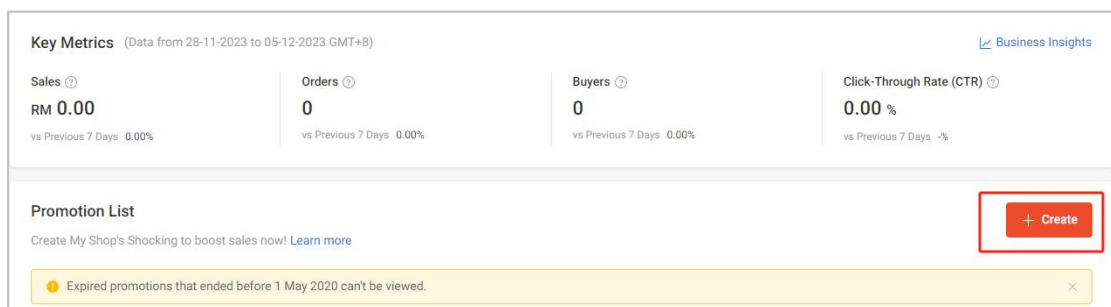 Key Metrics (Data from 28-11-2023 to 05-12-2023 GMT+8) Business Insights
Sales Orders Buyers Click-Through Rate (CTR)
RM 0.00 0 0 0.00 %
vs Previous 7 Days 0.00% vs Previous 7 Days 0.00% vs Previous 7 Days 0.00% vs Previous 7 Days -%
Promotion List
+ Create
Create My Shop's Shocking to boost sales now! Learn more
Expired promotions that ended before 1 May 2020 can't be viewed.